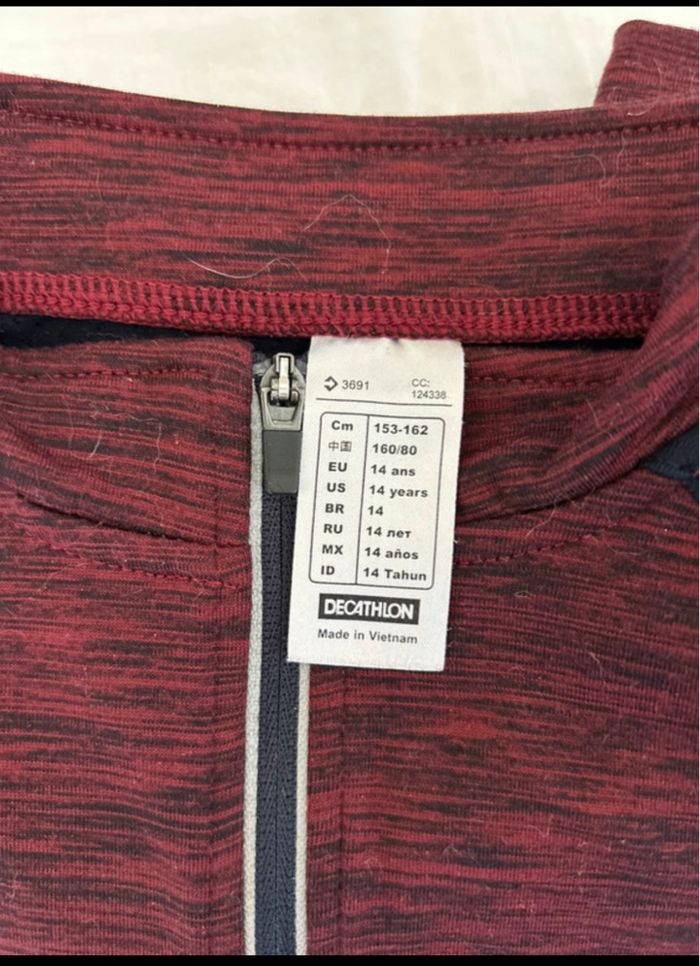 3691 CC:
124338
Cm 153-162
中国 160/80
EU 14 ans
US 14 years
BR 14
RU 14 лет
MX 14 años
ID 14 Tahun
DECATHLON
Made in Vietnam